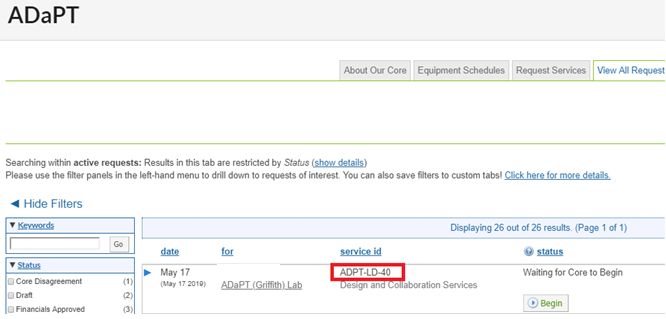 ADaPT
About Our Core Equipment Schedules Request Services View All Request
Searching within active requests: Results in this tab are restricted by Status (show details)
Please use the filter panels in the left-hand menu to drill down to requests of interest. You can also save filters to custom tabs! Click here for more details.
Hide Filters
Keywords
Go
Status
Core Disagreement (1)
Draft (2)
Financials Approved (3)
Displaying 26 out of 26 results. (Page 1 of 1)
date for service id status
May 17 ADPT-LD-40 Waiting for Core to Begin
(May 17 2019) ADaPT (Griffith) Lab Design and Collaboration Services
Begin